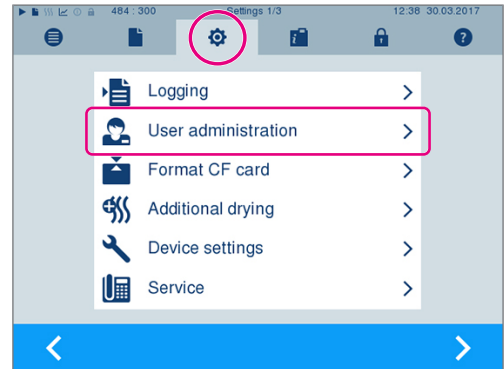 484 : 300 Settings 1/3 12:38 30.03.2017
Logging
User administration
Format CF card
Additional drying
Device settings
Service